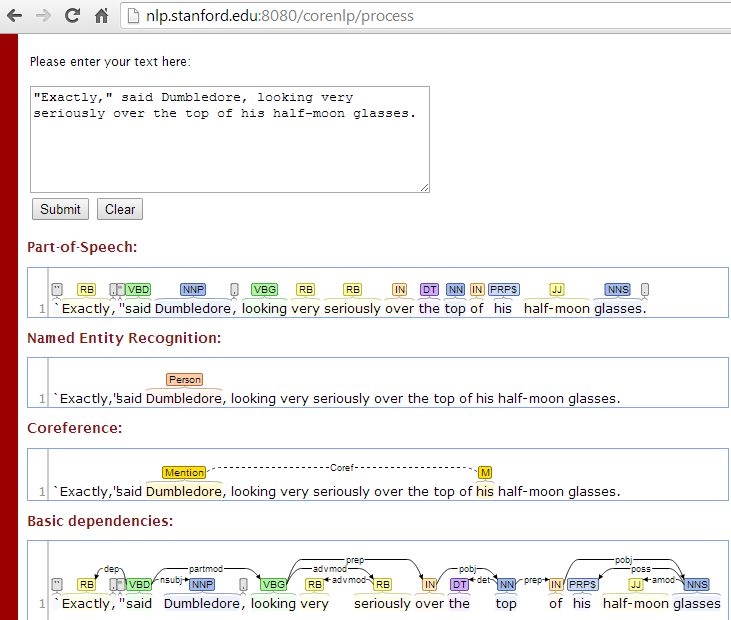 nlp.stanford.edu:8080/corenlp/process
Please enter your text here:
"Exactly," said Dumbledore, looking very
seriously over the top of his half-moon glasses.
Submit Clear
Part-of-Speech:
`` RB , " VBD NNP , VBG RB RB IN DT NN IN PRP$ JJ NNS .
1 `Exactly, "said Dumbledore, looking very seriously over the top of his half-moon glasses.
Named Entity Recognition:
Person
1 `Exactly,"said Dumbledore, looking very seriously over the top of his half-moon glasses.
Coreference:
Mention Coref M
1 `Exactly,"said Dumbledore, looking very seriously over the top of his half-moon glasses.
Basic dependencies:
prep pobj
dep partmod advmod pobj poss
nsubj advmod det prep amod
`` RB , " VBD NNP , VBG RB RB IN DT NN IN PRP$ JJ NNS
1 `Exactly, "said Dumbledore, looking very seriously over the top of his half-moon glasses